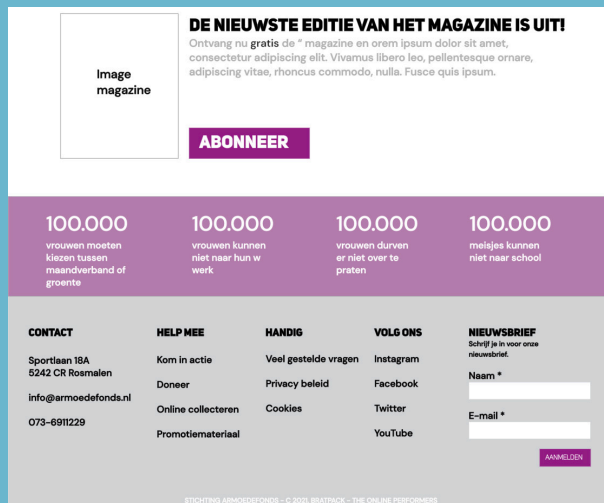 DE NIEUWSTE EDITIE VAN HET MAGAZINE IS UIT!
Ontvang nu gratis de “ magazine en orem ipsum dolor sit amet,
consectetur adipiscing elit. Vivamus libero leo, pellentesque ornare,
adipiscing vitae, rhoncus commodo, nulla. Fusce quis ipsum.
Image
magazine
ABONNEER
100.000
vrouwen moeten
kiezen tussen
maandverband of
groente
100.000
vrouwen kunnen
niet naar hun w
werk
100.000
vrouwen durven
er niet over te
praten
100.000
meisjes kunnen
niet naar school
CONTACT
Sportlaan 18A
5242 CR Rosmalen
info@armoedefonds.nl
073-6911229
HELP MEE
Kom in actie
Doneer
Online collecteren
Promotiemateriaal
HANDIG
Veel gestelde vragen
Privacy beleid
Cookies
VOLG ONS
Instagram
Facebook
Twitter
YouTube
NIEUWSBRIEF
Schrijf je in voor onze
nieuwsbrief.
Naam *
E-mail *
AANMELDEN
STICHTING ARMOEDEFONDS - C 2021. BRATPACK - THE ONLINE PERFORMERS